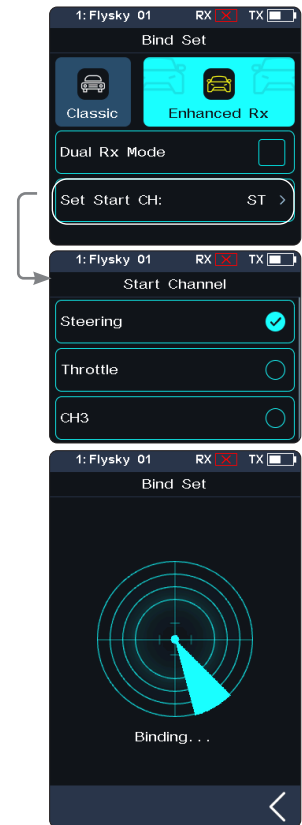 1: Flysky 01 RX TX
Bind Set
Classic Enhanced Rx
Dual Rx Mode
Set Start CH: ST >
1: Flysky 01 RX TX
Start Channel
Steering
Throttle
CH3
1: Flysky 01 RX TX
Bind Set
Binding...